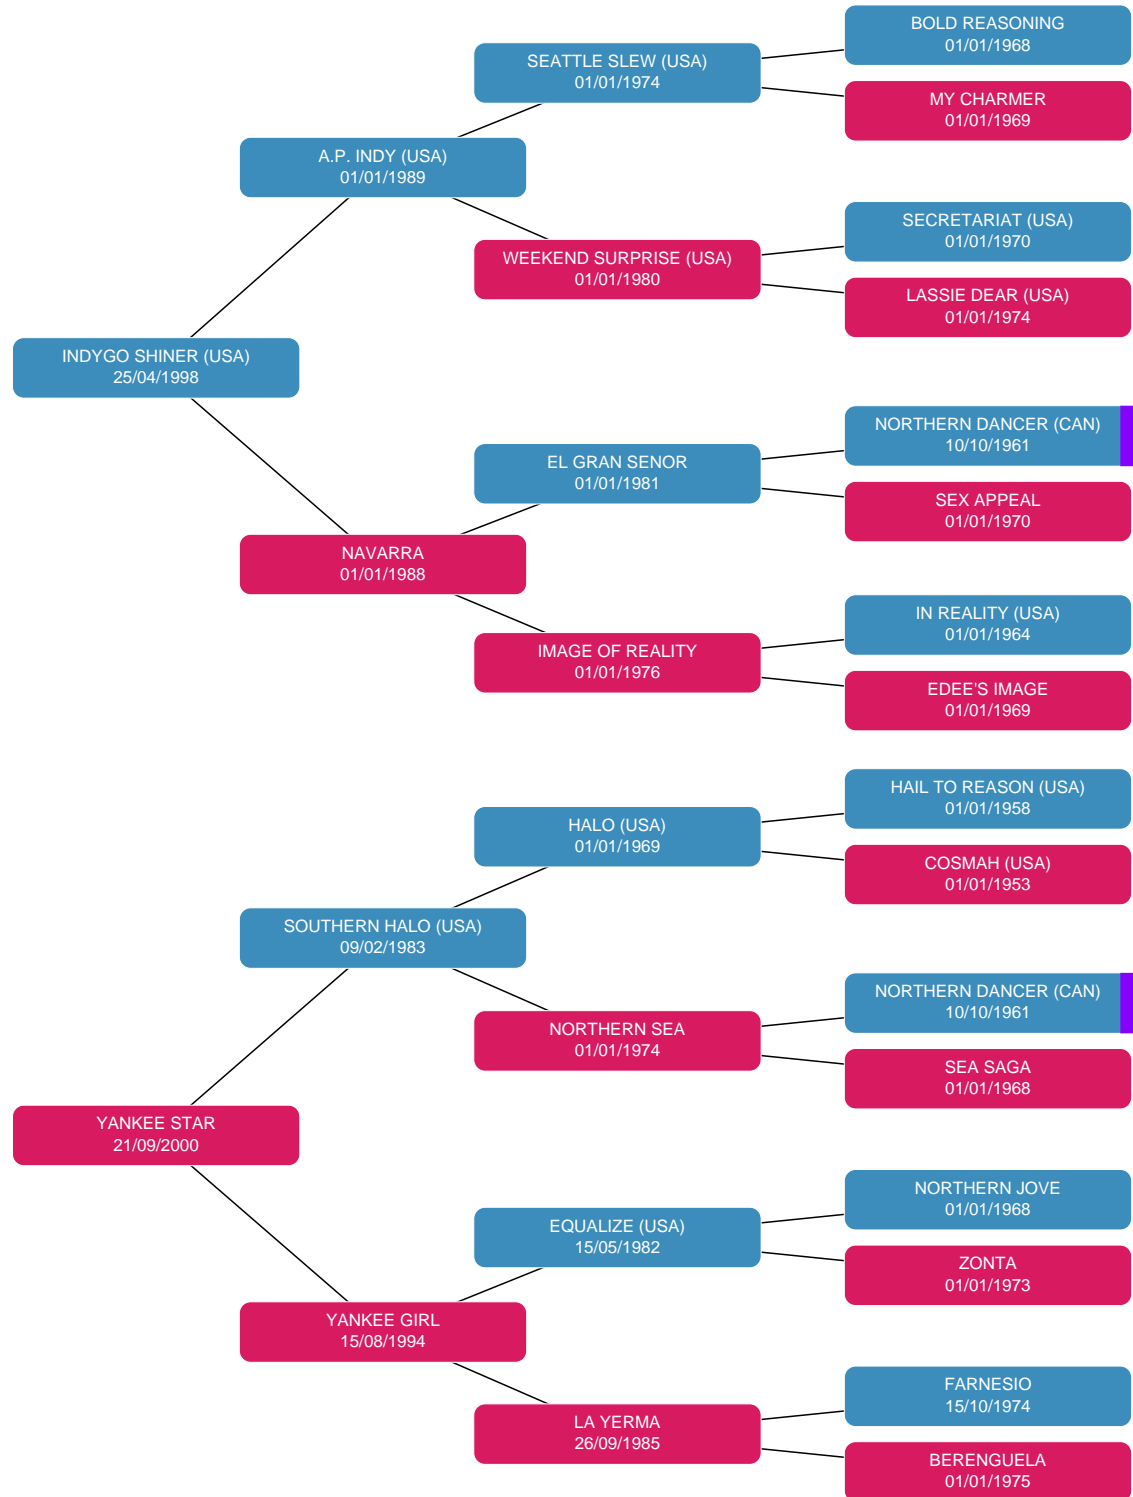 BOLD REASONING
01/01/1968
SEATTLE SLEW (USA)
01/01/1974
MY CHARMER
01/01/1969
A.P. INDY (USA)
01/01/1989
SECRETARIAT (USA)
01/01/1970
WEEKEND SURPRISE (USA)
01/01/1980
LASSIE DEAR (USA)
01/01/1974
INDYGO SHINER (USA)
25/04/1998
NORTHERN DANCER (CAN)
10/10/1961
EL GRAN SENOR
01/01/1981
SEX APPEAL
01/01/1970
NAVARRA
01/01/1988
IN REALITY (USA)
01/01/1964
IMAGE OF REALITY
01/01/1976
EDEE'S IMAGE
01/01/1969
HAIL TO REASON (USA)
01/01/1958
HALO (USA)
01/01/1969
COSMAH (USA)
01/01/1953
SOUTHERN HALO (USA)
09/02/1983
NORTHERN DANCER (CAN)
10/10/1961
NORTHERN SEA
01/01/1974
SEA SAGA
01/01/1968
YANKEE STAR
21/09/2000
NORTHERN JOVE
01/01/1968
EQUALIZE (USA)
15/05/1982
ZONTA
01/01/1973
YANKEE GIRL
15/08/1994
FARNESIO
15/10/1974
LA YERMA
26/09/1985
BERENGUELA
01/01/1975